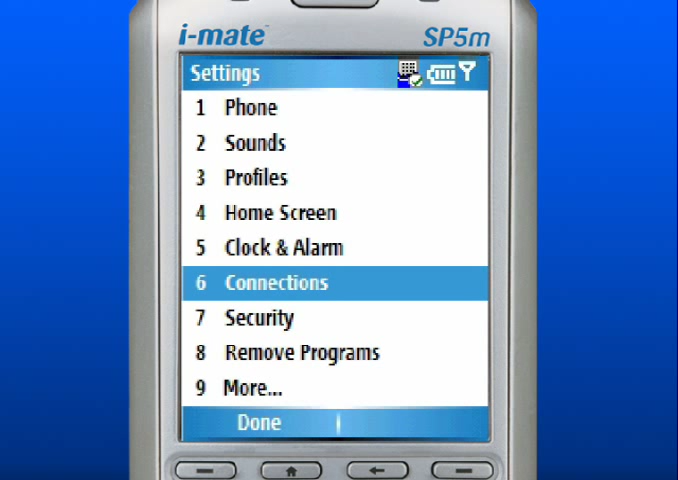 i-mate
SP5m
Settings
1 Phone
2 Sounds
3 Profiles
4 Home Screen
5 Clock & Alarm
6 Connections
7 Security
8 Remove Programs
9 More...
Done